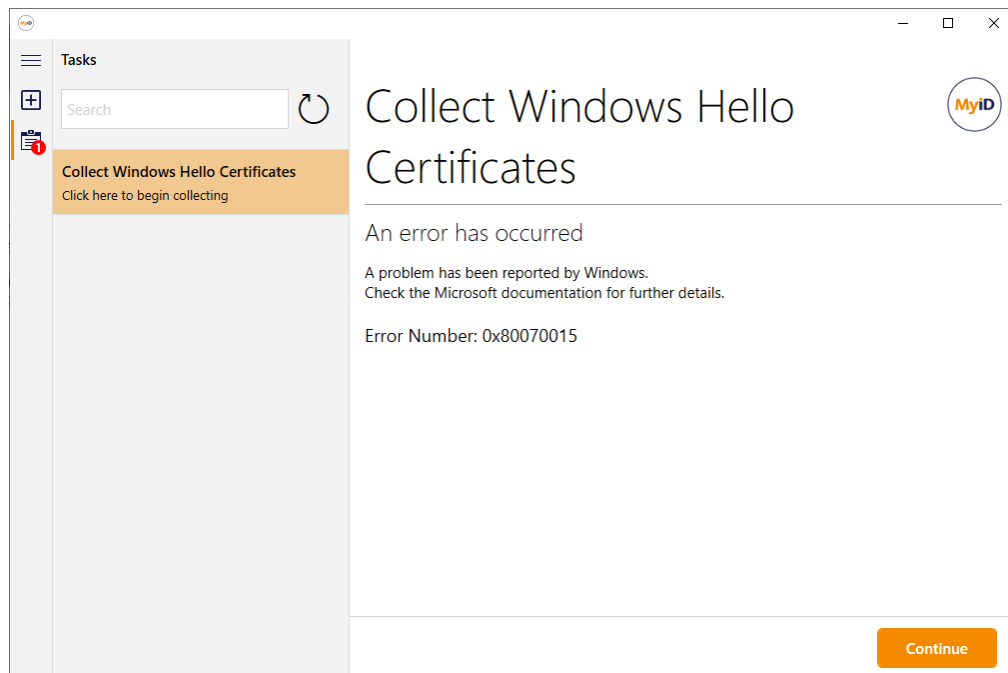 MyiD
Tasks
Search
1
Collect Windows Hello Certificates
Click here to begin collecting
Collect Windows Hello
Certificates
MyiD
An error has occurred
A problem has been reported by Windows.
Check the Microsoft documentation for further details.
Error Number: 0x80070015
Continue